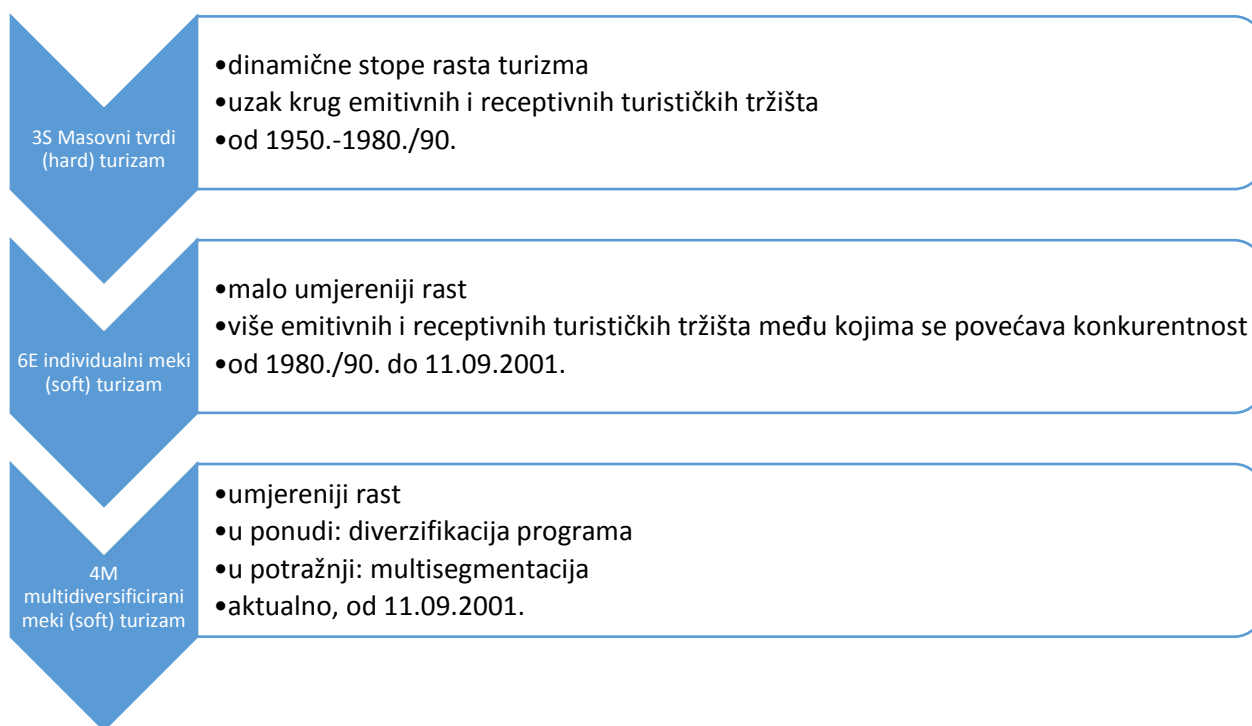 3S Masovni tvrdi
(hard) turizam
•dinamične stope rasta turizma
•uzak krug emitivnih i receptivnih turističkih tržišta
•od 1950.-1980./90.
6E individualni meki
(soft) turizam
•malo umjereniji rast
•više emitivnih i receptivnih turističkih tržišta među kojima se povećava konkurentnost
•od 1980./90. do 11.09.2001.
4M
multidiversificirani
meki (soft) turizam
•umjereniji rast
•u ponudi: diverzifikacija programa
•u potražnji: multisegmentacija
•aktualno, od 11.09.2001.